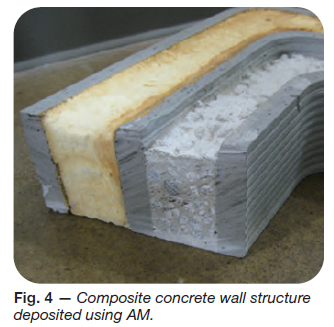 Fig. 4 — Composite concrete wall structure
deposited using AM.